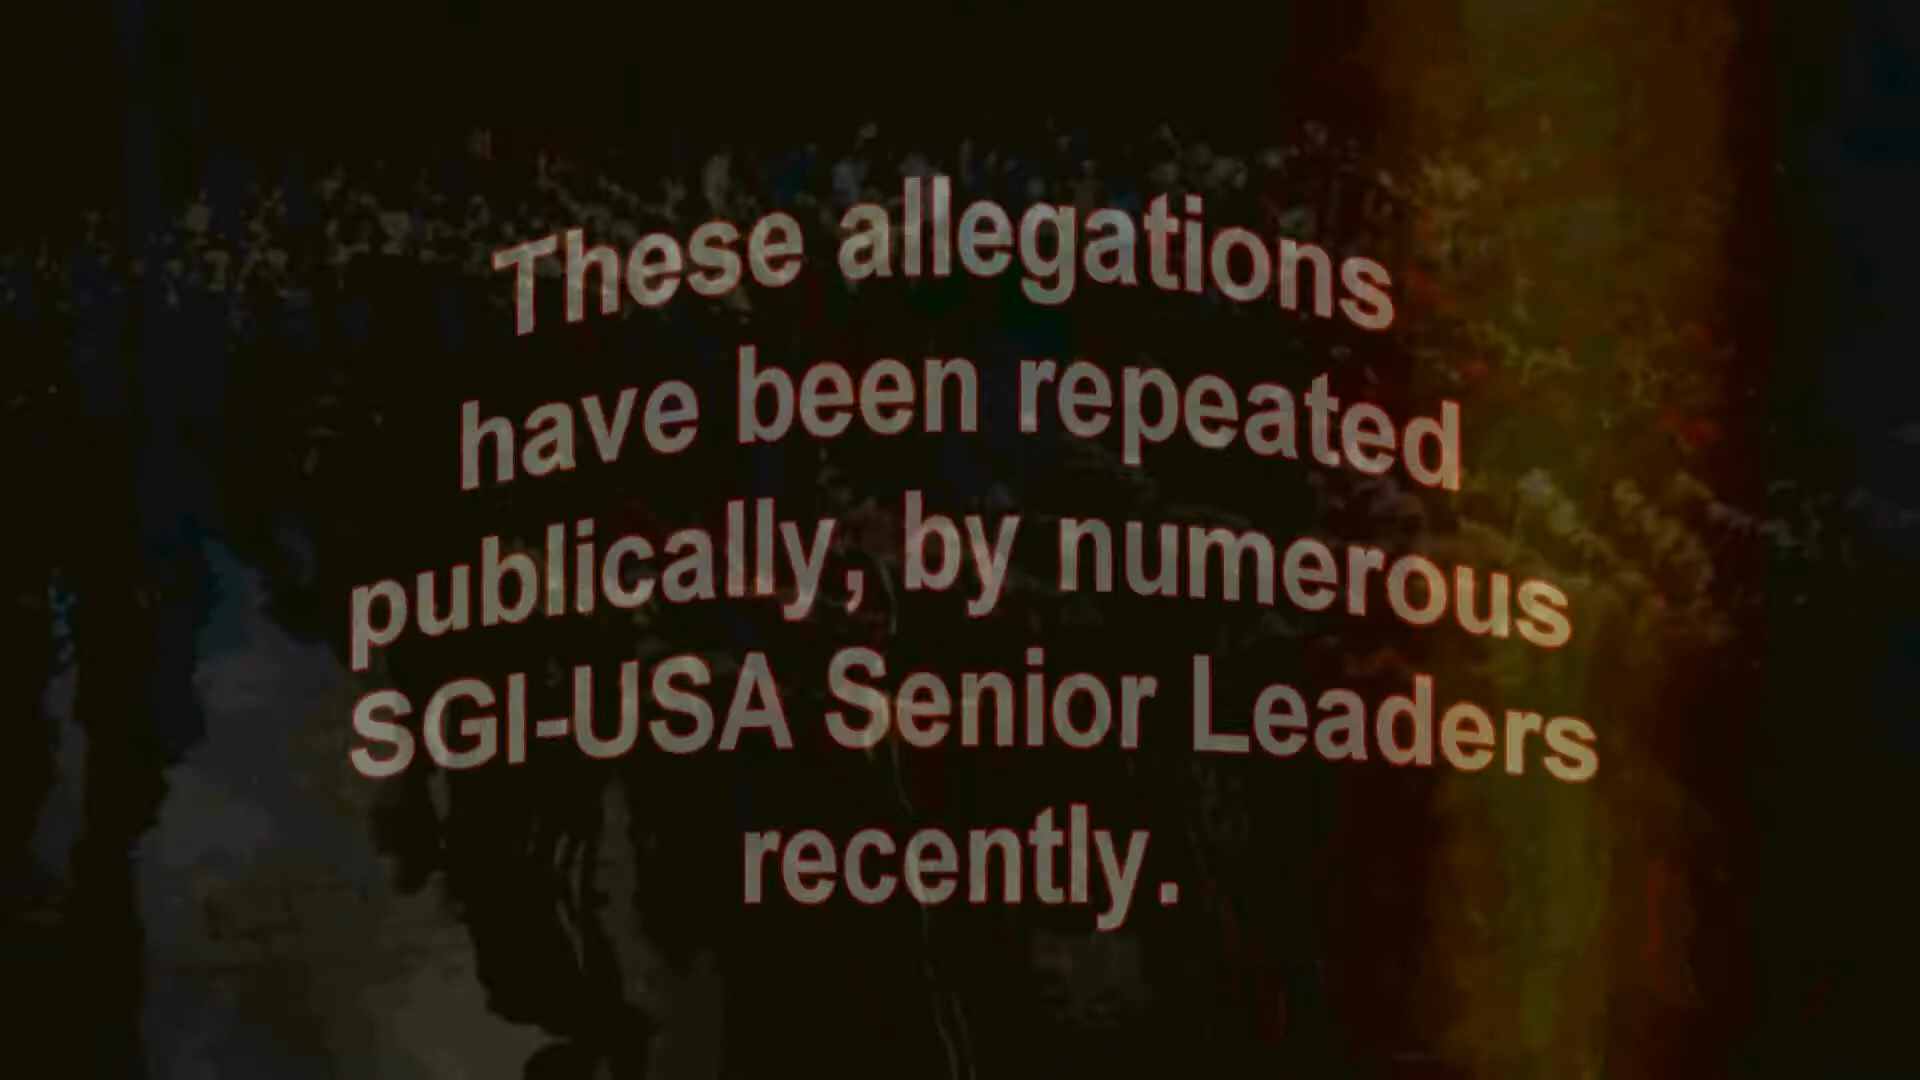 These allegations
have been repeated
publically, by numerous
SGI-USA Senior Leaders
recently.